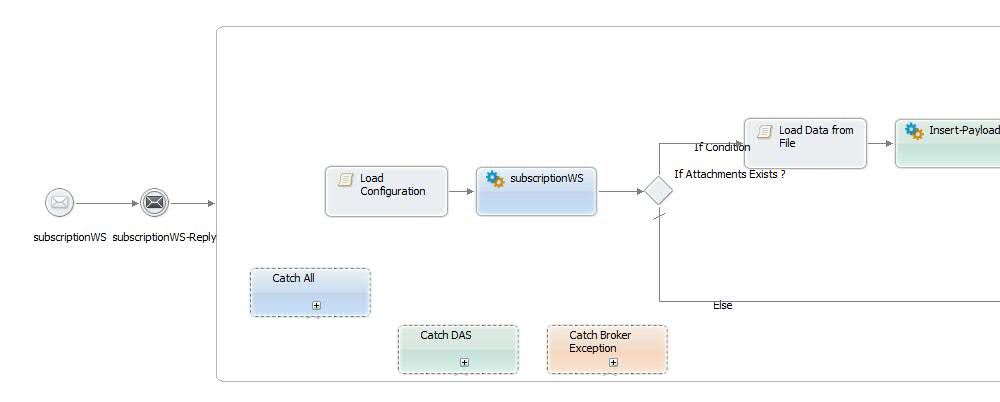 Load Data from
File
Insert-Payload
If Condition
If Attachments Exists ?
Load
Configuration
subscriptionWS
subscriptionWS
subscriptionWS-Reply
Catch All
Else
Catch DAS
Catch Broker
Exception